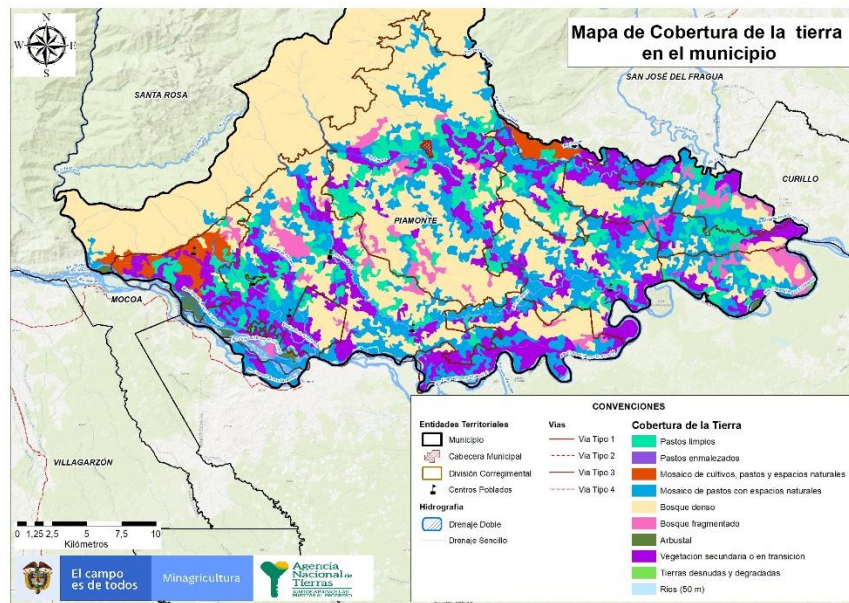 Mapa de Cobertura de la tierra
en el municipio
N
W
E
S
SANTA ROSA
SAN JOSÉ DEL FRAGUA
CURILLO
PIAMONTE
MOCOA
VILLAGARZÓN
CONVENCIONES
Entidades Territoriales
Municipio
Cabecera Municipal
División Corregimental
Centros Poblados
Hidrografía
Drenaje Doble
Drenaje Sencillo
Vias
Via Tipo 1
Via Tipo 2
Via Tipo 3
Via Tipo 4
Cobertura de la Tierra
Pastos limpios
Pastos enmalezados
Mosaico de cultivos, pastos y espacios naturales
Mosaico de pastos con espacios naturales
Bosque denso
Bosque fragmentado
Arbustal
Vegetacion secundaria o en transicion
Tierras desnudas y degradadas
Rios (50 m)
0 1,25 2,5 5 7,5 10
Kilómetros
El campo
es de todos
Minagricultura
Agencia
Nacional de
Tierras